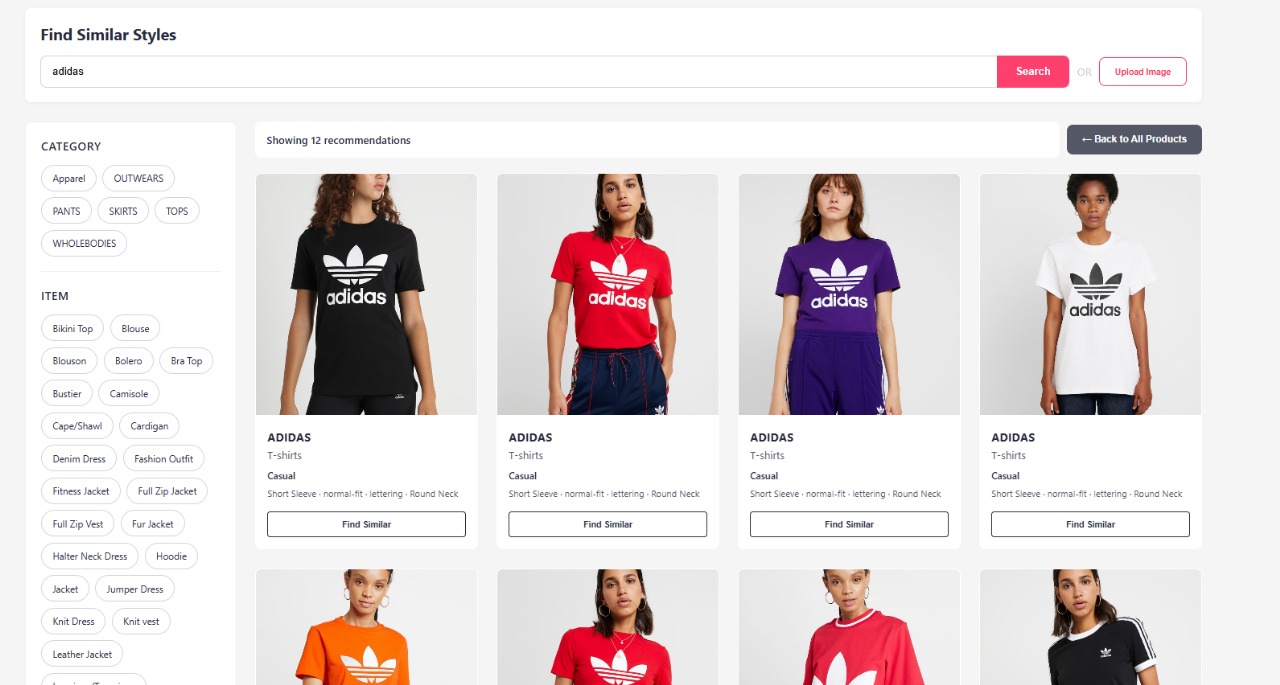 Find Similar Styles
adidas
Search
OR
Upload Image
CATEGORY
Apparel
OUTWEARS
PANTS
SKIRTS
TOPS
WHOLEBODIES
ITEM
Bikini Top
Blouse
Blouson
Bolero
Bra Top
Bustier
Camisole
Cape/Shawl
Cardigan
Denim Dress
Fashion Outfit
Fitness Jacket
Full Zip Jacket
Full Zip Vest
Fur Jacket
Halter Neck Dress
Hoodie
Jacket
Jumper Dress
Knit Dress
Knit vest
Leather Jacket
Showing 12 recommendations
← Back to All Products
adidas
ADIDAS
T-shirts
Casual
Short Sleeve · normal-fit · lettering · Round Neck
Find Similar
adidas
ADIDAS
T-shirts
Casual
Short Sleeve · normal-fit · lettering · Round Neck
Find Similar
adidas
ADIDAS
T-shirts
Casual
Short Sleeve · normal-fit · lettering · Round Neck
Find Similar
adidas
ADIDAS
T-shirts
Casual
Short Sleeve · normal-fit · lettering · Round Neck
Find Similar